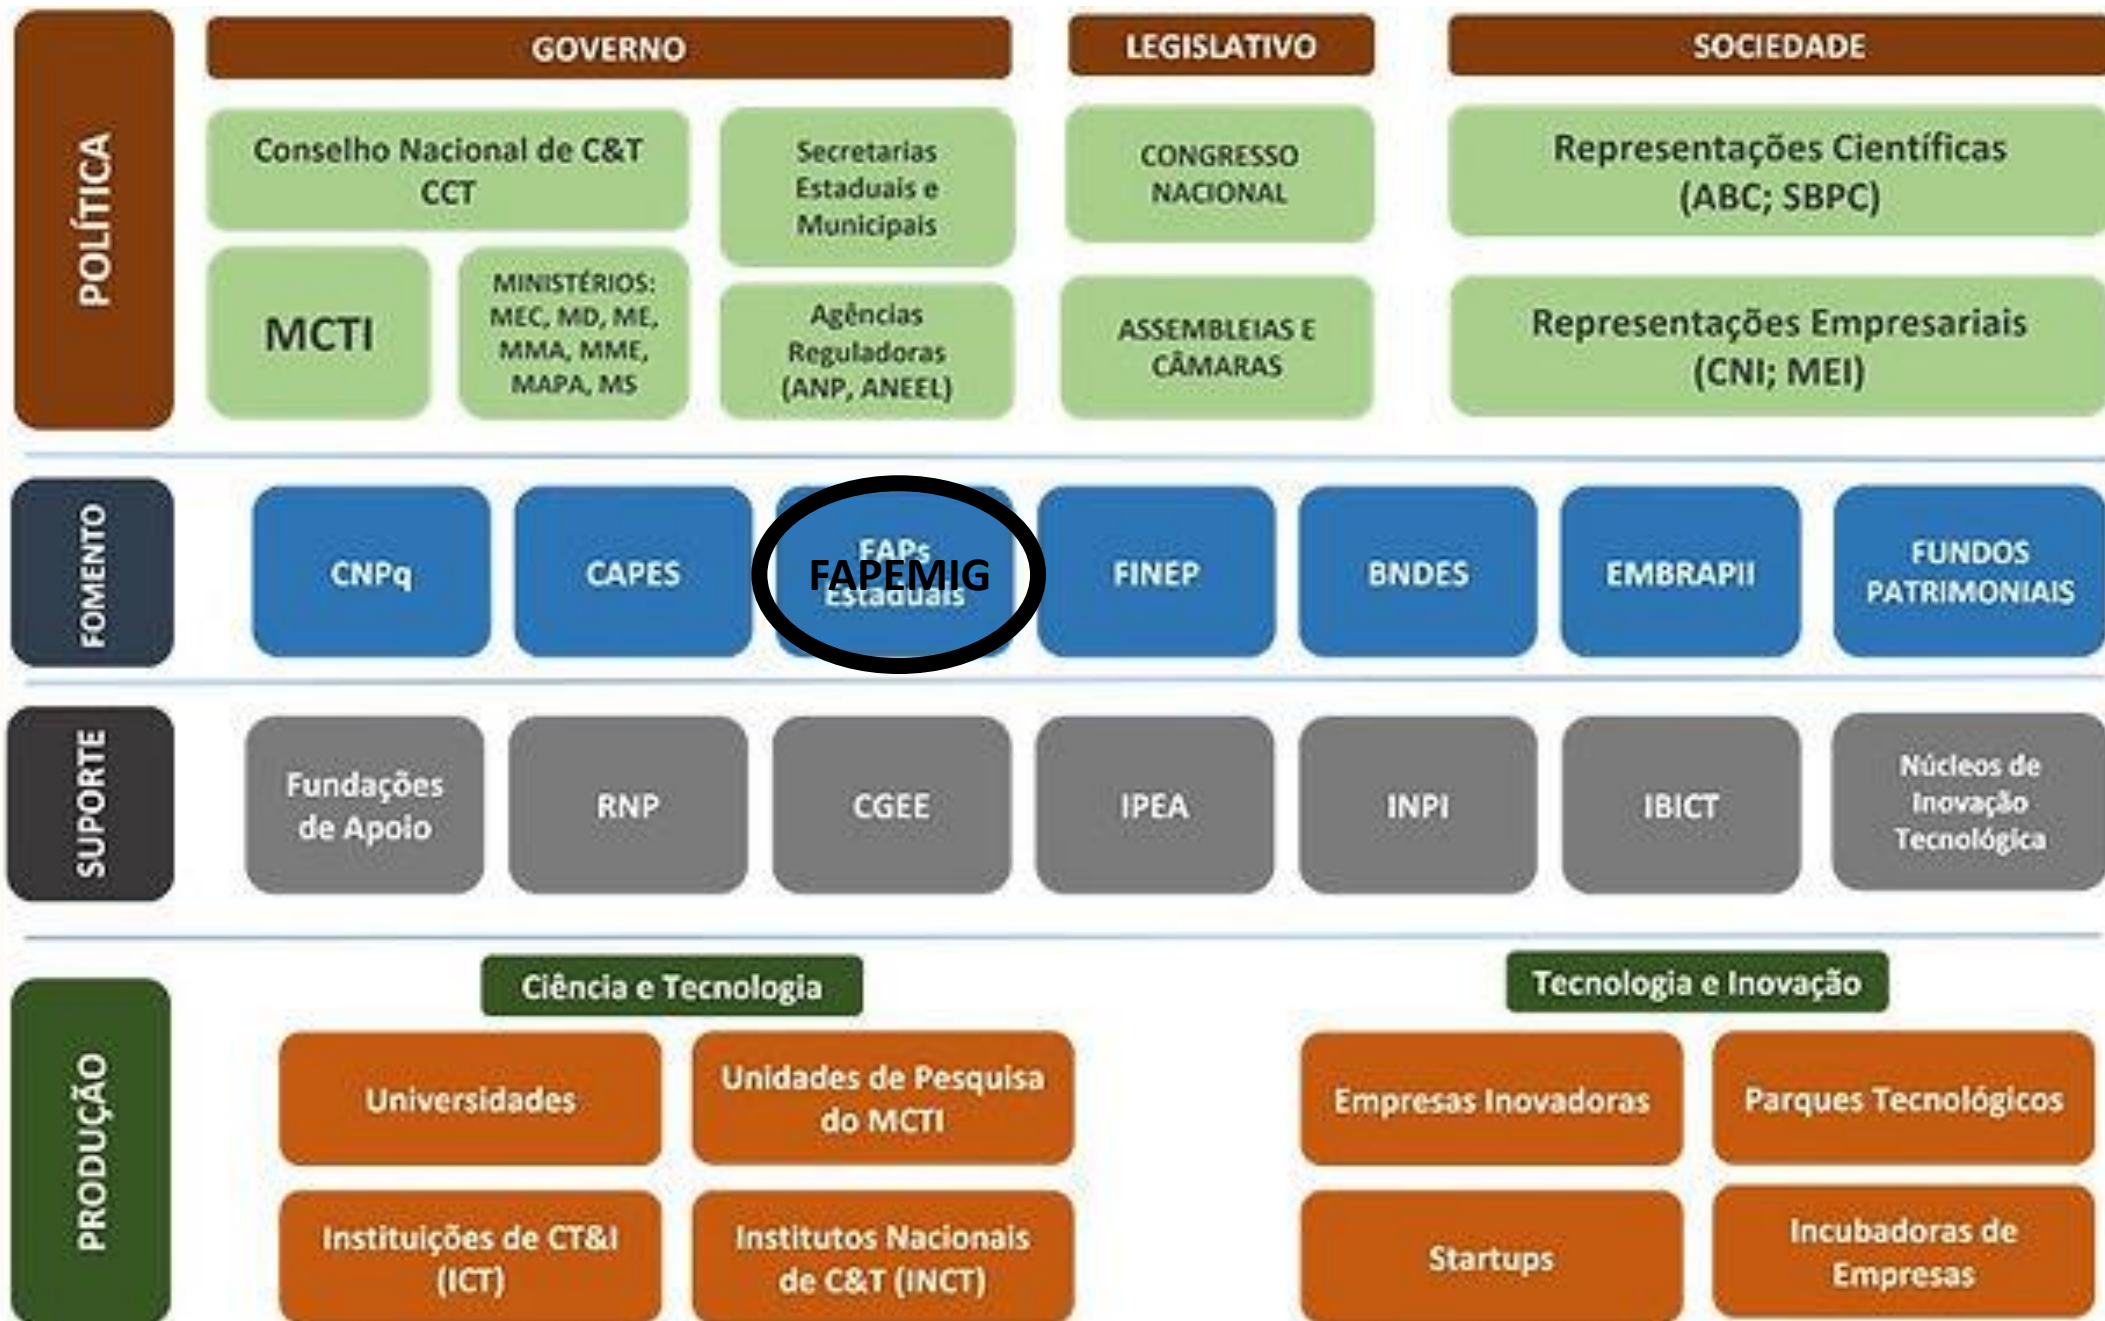 POLÍTICA
GOVERNO
LEGISLATIVO
SOCIEDADE
Conselho Nacional de C&T
CCT
Secretarias
Estaduais e
Municipais
CONGRESSO
NACIONAL
Representações Científicas
(ABC; SBPC)
MCTI
MINISTÉRIOS:
MEC, MD, ME,
MMA, MME,
MAPA, MS
Agências
Reguladoras
(ANP, ANEEL)
ASSEMBLEIAS E
CÂMARAS
Representações Empresariais
(CNI; MEI)
FOMENTO
CNPq
CAPES
FAPs
FAPEMIG
Estaduais
FINEP
BNDES
EMBRAPII
FUNDOS
PATRIMONIAIS
SUPORTE
Fundações
de Apoio
RNP
CGEE
IPEA
INPI
IBICT
Núcleos de
Inovação
Tecnológica
PRODUÇÃO
Ciência e Tecnologia
Tecnologia e Inovação
Universidades
Unidades de Pesquisa
do MCTI
Empresas Inovadoras
Parques Tecnológicos
Instituições de CT&I
(ICT)
Institutos Nacionais
de C&T (INCT)
Startups
Incubadoras de
Empresas